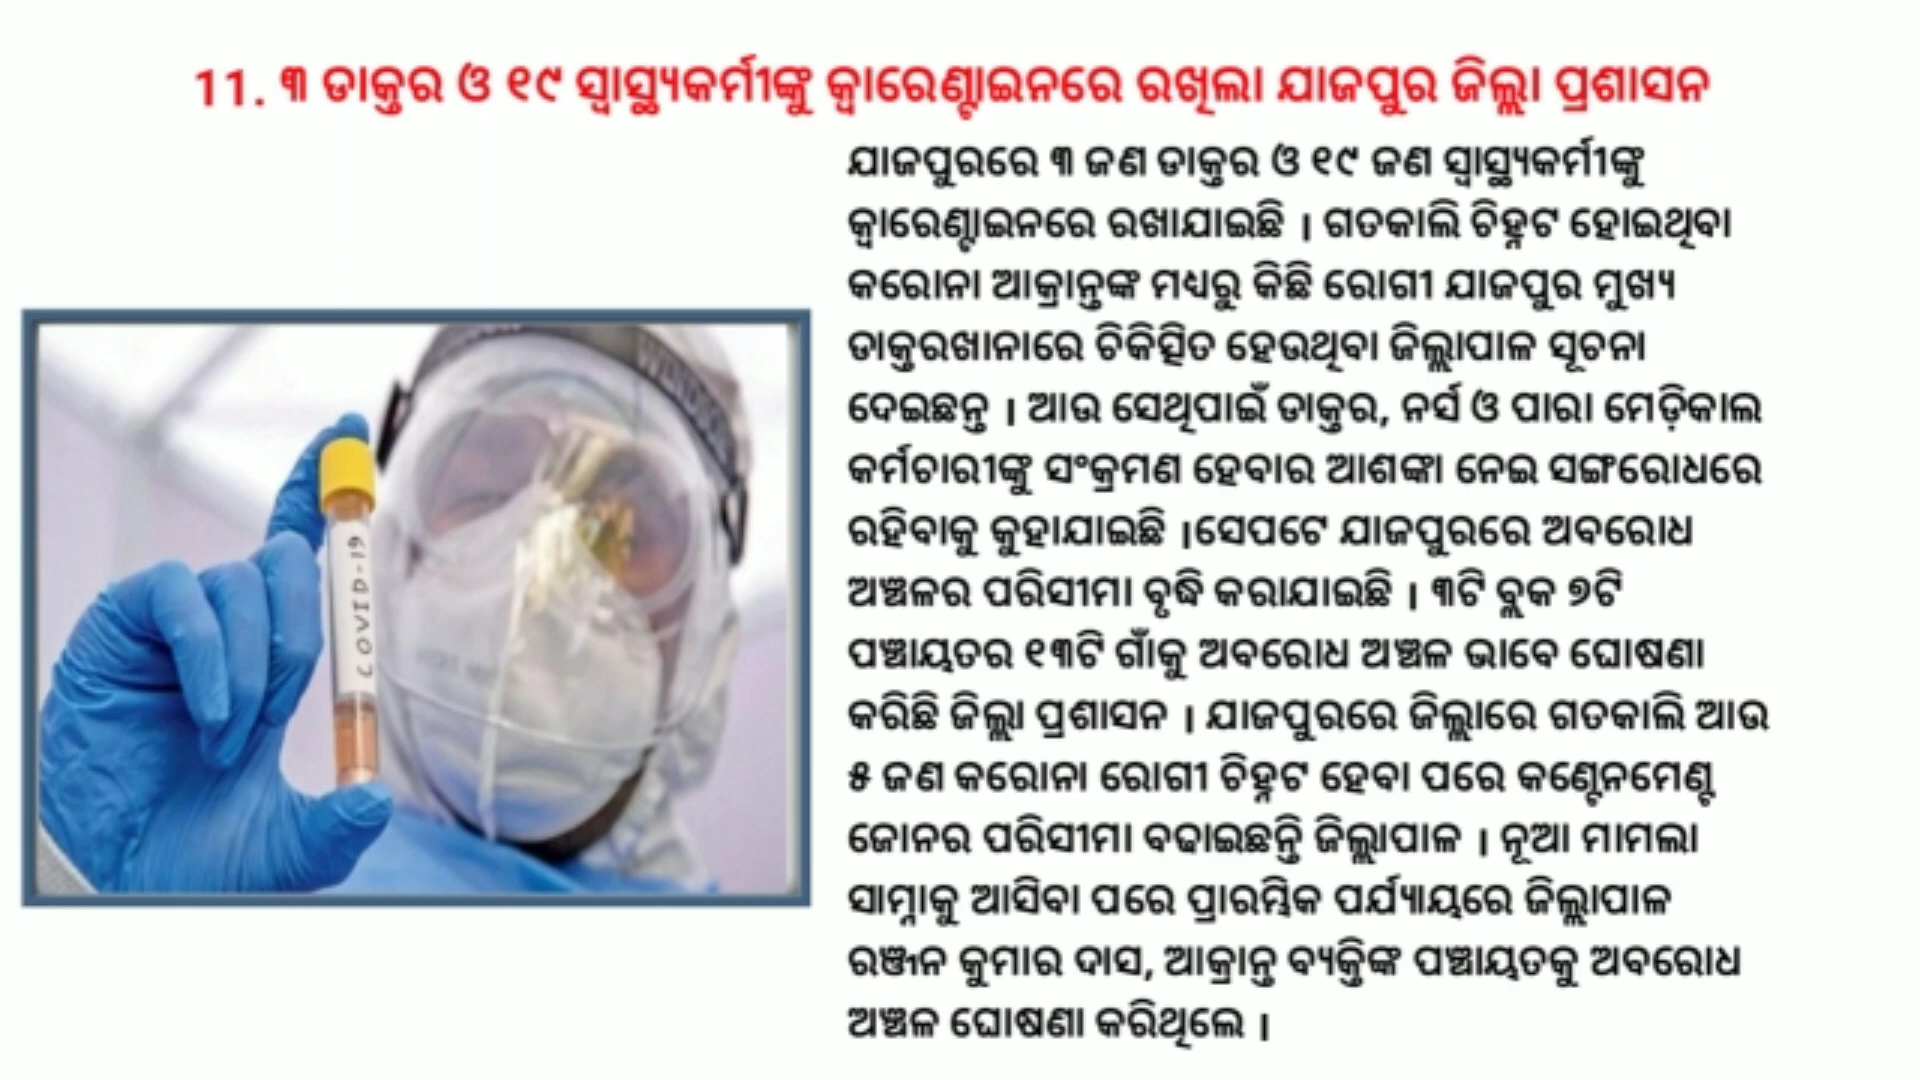 11. ୩ ଡାକ୍ତର ଓ ୧୯ ସ୍ୱାସ୍ଥ୍ୟକର୍ମୀଙ୍କୁ କ୍ୱାରେଣ୍ଟାଇନରେ ରଖିଲା ଯାଜପୁର ଜିଲ୍ଲା ପ୍ରଶାସନ
ଯାଜପୁରରେ ୩ ଜଣ ଡାକ୍ତର ଓ ୧୯ ଜଣ ସ୍ୱାସ୍ଥ୍ୟକର୍ମୀଙ୍କୁ
କ୍ୱାରେଣ୍ଟାଇନରେ ରଖାଯାଇଛି । ଗତକାଲି ଚିହ୍ନଟ ହୋଇଥିବା
କରୋନା ଆକ୍ରାନ୍ତଙ୍କ ମଧ୍ୟରୁ କିଛି ରୋଗୀ ଯାଜପୁର ମୁଖ୍ୟ
ଡାକ୍ତରଖାନାରେ ଚିକିତ୍ସିତ ହେଉଥିବା ଜିଲ୍ଲାପାଳ ସୂଚନା
ଦେଇଛନ୍ତ । ଆଉ ସେଥିପାଇଁ ଡାକ୍ତର, ନର୍ସ ଓ ପାରା ମେଡ଼ିକାଲ
କର୍ମଚାରୀଙ୍କୁ ସଂକ୍ରମଣ ହେବାର ଆଶଙ୍କା ନେଇ ସଙ୍ଗରୋଧରେ
ରହିବାକୁ କୁହାଯାଇଛି ।ସେପଟେ ଯାଜପୁରରେ ଅବରୋଧ
ଅଞ୍ଚଳର ପରିସୀମା ବୃଦ୍ଧି କରାଯାଇଛି । ୩ଟି ବ୍ଲକ ୭ଟି
ପଞ୍ଚାୟତର ୧୩ଟି ଗାଁକୁ ଅବରୋଧ ଅଞ୍ଚଳ ଭାବେ ଘୋଷଣା
କରିଛି ଜିଲ୍ଲା ପ୍ରଶାସନ । ଯାଜପୁରରେ ଜିଲ୍ଲାରେ ଗତକାଲି ଆଉ
୫ ଜଣ କରୋନା ରୋଗୀ ଚିହ୍ନଟ ହେବା ପରେ କଣ୍ଟେନମେଣ୍ଟ
ଜୋନର ପରିସୀମା ବଢାଇଛନ୍ତି ଜିଲ୍ଲାପାଳ । ନୂଆ ମାମଲା
ସାମ୍ନାକୁ ଆସିବା ପରେ ପ୍ରାରମ୍ଭିକ ପର୍ଯ୍ୟାୟରେ ଜିଲ୍ଲାପାଳ
ରଞ୍ଜନ କୁମାର ଦାସ, ଆକ୍ରାନ୍ତ ବ୍ୟକ୍ତିଙ୍କ ପଞ୍ଚାୟତକୁ ଅବରୋଧ
ଅଞ୍ଚଳ ଘୋଷଣା କରିଥିଲେ ।
COVID-19